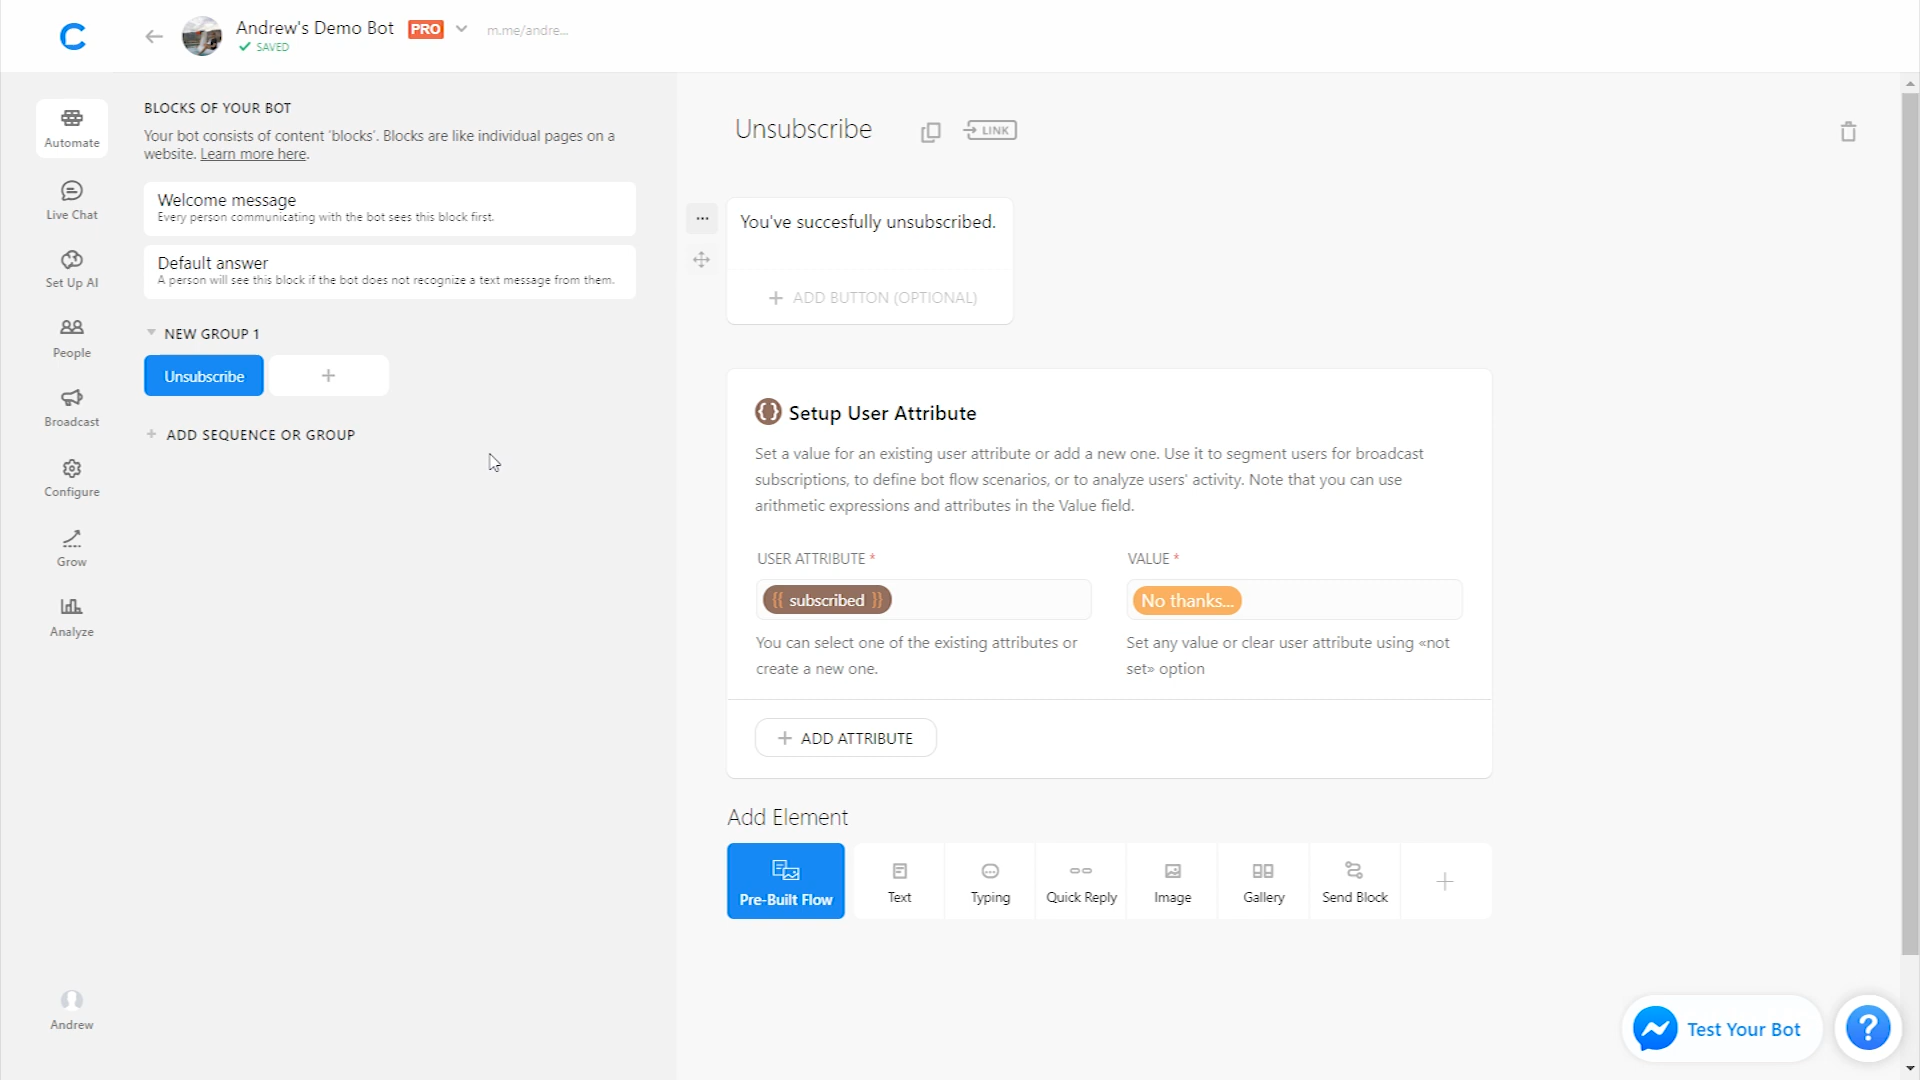 Andrew's Demo Bot PRO m.me/andre...
SAVED
Automate
Live Chat
Set Up AI
People
Broadcast
Configure
Grow
Analyze
Andrew
BLOCKS OF YOUR BOT
Your bot consists of content 'blocks'. Blocks are like individual pages on a
website. Learn more here.
Welcome message
Every person communicating with the bot sees this block first.
Default answer
A person will see this block if the bot does not recognize a text message from them.
NEW GROUP 1
Unsubscribe +
+ ADD SEQUENCE OR GROUP
Unsubscribe LINK
You've succesfully unsubscribed.
+ ADD BUTTON (OPTIONAL)
{} Setup User Attribute
Set a value for an existing user attribute or add a new one. Use it to segment users for broadcast
subscriptions, to define bot flow scenarios, or to analyze users' activity. Note that you can use
arithmetic expressions and attributes in the Value field.
USER ATTRIBUTE * VALUE *
{{ subscribed }} No thanks...
You can select one of the existing attributes or
create a new one.
Set any value or clear user attribute using «not
set» option
+ ADD ATTRIBUTE
Add Element
Pre-Built Flow Text Typing Quick Reply Image Gallery Send Block +
Test Your Bot ?